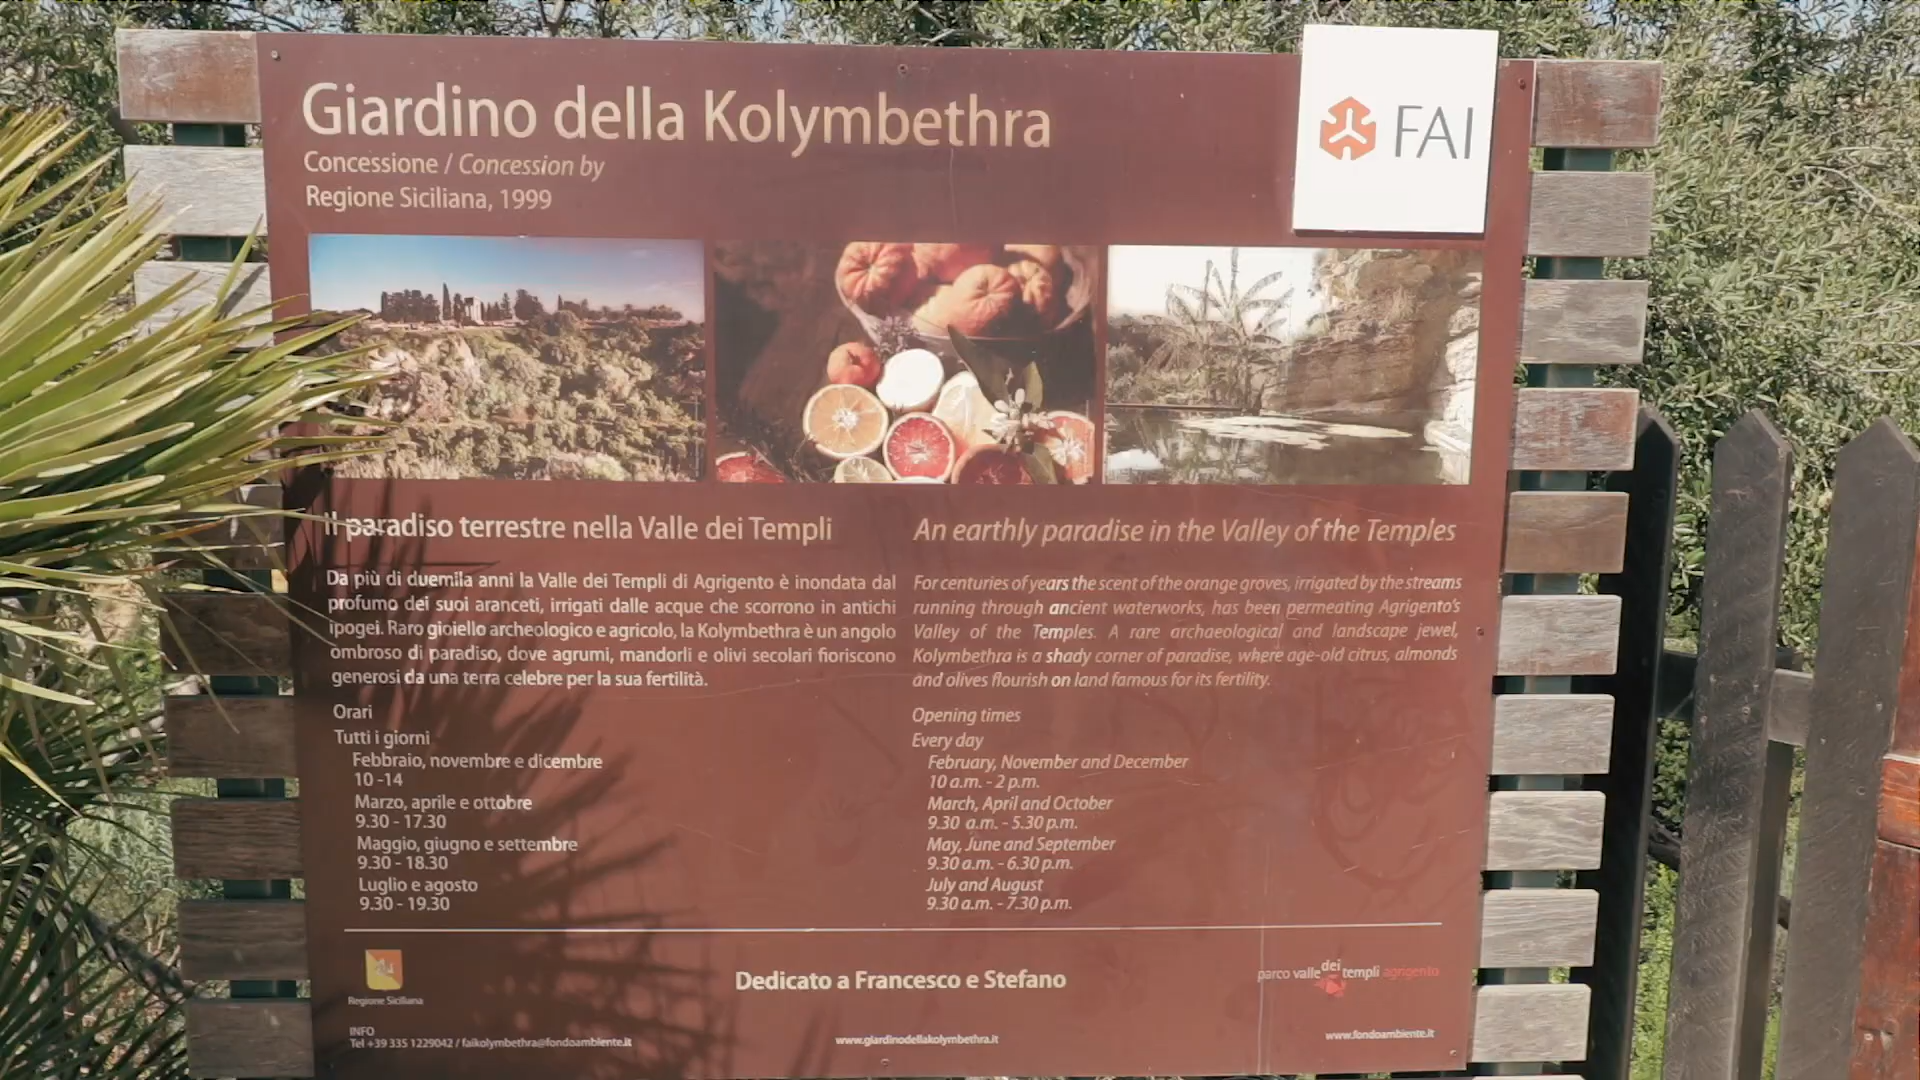 Giardino della Kolymbethra
Concessione / Concession by
Regione Siciliana, 1999
FAI
Il paradiso terrestre nella Valle dei Templi
Da più di duemila anni la Valle dei Templi di Agrigento è inondata dal
profumo dei suoi aranceti, irrigati dalle acque che scorrono in antichi
ipogei. Raro gioiello archeologico e agricolo, la Kolymbethra è un angolo
ombroso di paradiso, dove agrumi, mandorli e olivi secolari fioriscono
generosi da una terra celebre per la sua fertilità.
Orari
Tutti i giorni
Febbraio, novembre e dicembre
10 -14
Marzo, aprile e ottobre
9.30 - 17.30
Maggio, giugno e settembre
9.30 - 18.30
Luglio e agosto
9.30 - 19.30
An earthly paradise in the Valley of the Temples
For centuries of years the scent of the orange groves, irrigated by the streams
running through ancient waterworks, has been permeating Agrigento's
Valley of the Temples. A rare archaeological and landscape jewel,
Kolymbethra is a shady corner of paradise, where age-old citrus, almonds
and olives flourish on land famous for its fertility.
Opening times
Every day
February, November and December
10 a.m. - 2 p.m.
March, April and October
9.30 a.m. - 5.30 p.m.
May, June and September
9.30 a.m. - 6.30 p.m.
July and August
9.30 a.m. - 7.30 p.m.
Regione Siciliana
Dedicato a Francesco e Stefano
parco valle dei templi agrigento
INFO
Tel +39 335 1229042 / faikolymbethra@fondoambiente.it
www.giardinodellakolymbethra.it
www.fondoambiente.it